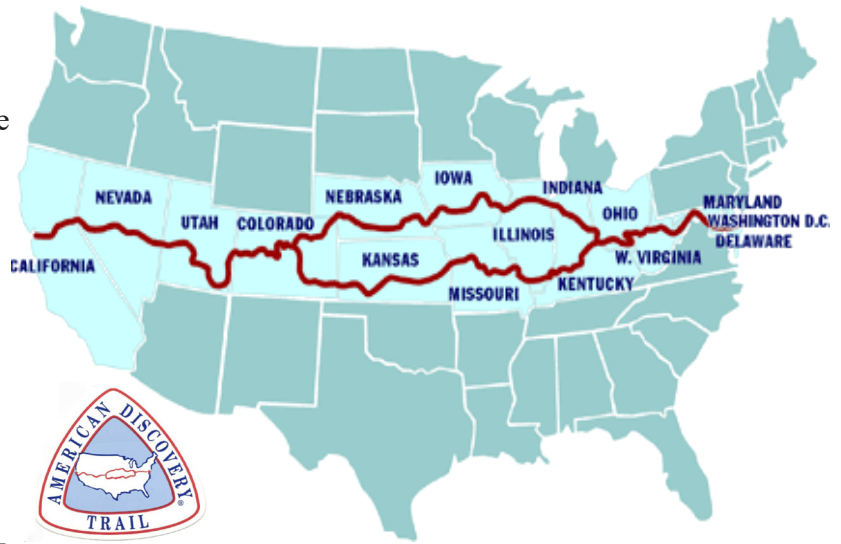 e
IOWA
NEVADA
NEBRASKA
INDIANA
UTAH
COLORADO
OHIO
MARYLAND
WASHINGTON D.C.
ILLINOIS
DELAWARE
KANSAS
W. VIRGINIA
CALIFORNIA
MISSOURI
KENTUCKY
AMERICAN DISCOVERY
TRAIL
®